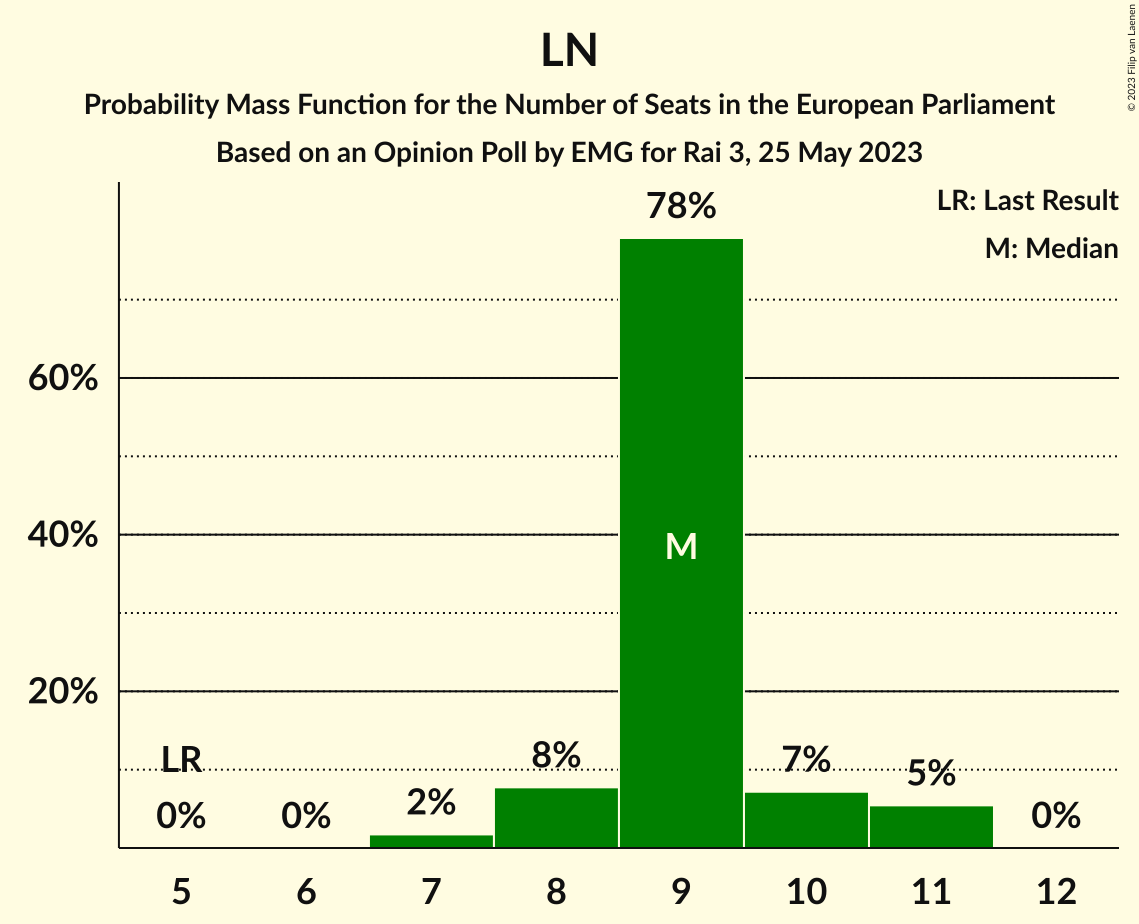 LN
Probability Mass Function for the Number of Seats in the European Parliament
Based on an Opinion Poll by EMG for Rai 3, 25 May 2023
© 2023 Filip van Laenen
LR: Last Result
M: Median
78%
60%
40%
M
20%
LR
0%
0%
2%
8%
7%
5%
0%
5
6
7
8
9
10
11
12